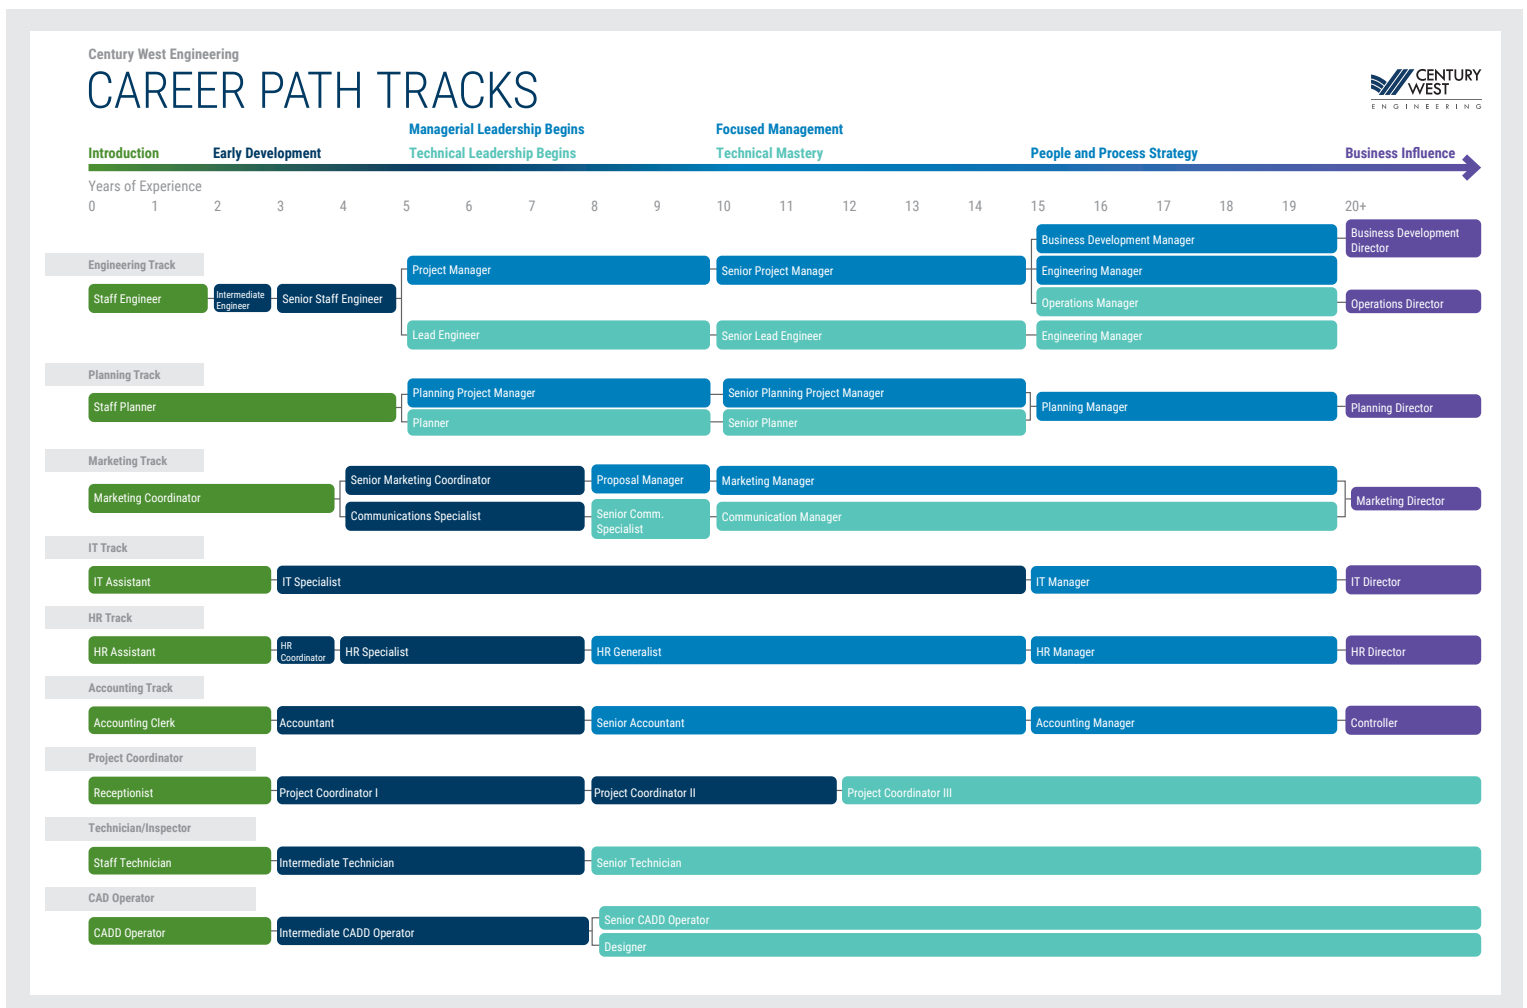 Century West Engineering
CAREER PATH TRACKS
CENTURY
WEST
ENGINEERING
Managerial Leadership Begins
Focused Management
Introduction
Early Development
Technical Leadership Begins
Technical Mastery
People and Process Strategy
Business Influence
Years of Experience
0 1 2 3 4 5 6 7 8 9 10 11 12 13 14 15 16 17 18 19 20+
Engineering Track
Staff Engineer
Intermediate
Engineer
Senior Staff Engineer
Project Manager
Senior Project Manager
Business Development Manager
Business Development
Director
Engineering Manager
Operations Manager
Operations Director
Lead Engineer
Senior Lead Engineer
Engineering Manager
Planning Track
Staff Planner
Planning Project Manager
Senior Planning Project Manager
Planner
Senior Planner
Planning Manager
Planning Director
Marketing Track
Marketing Coordinator
Senior Marketing Coordinator
Proposal Manager
Marketing Manager
Communications Specialist
Senior Comm.
Specialist
Communication Manager
Marketing Director
IT Track
IT Assistant
IT Specialist
IT Manager
IT Director
HR Track
HR Assistant
HR
Coordinator
HR Specialist
HR Generalist
HR Manager
HR Director
Accounting Track
Accounting Clerk
Accountant
Senior Accountant
Accounting Manager
Controller
Project Coordinator
Receptionist
Project Coordinator I
Project Coordinator II
Project Coordinator III
Technician/Inspector
Staff Technician
Intermediate Technician
Senior Technician
CAD Operator
CADD Operator
Intermediate CADD Operator
Senior CADD Operator
Designer